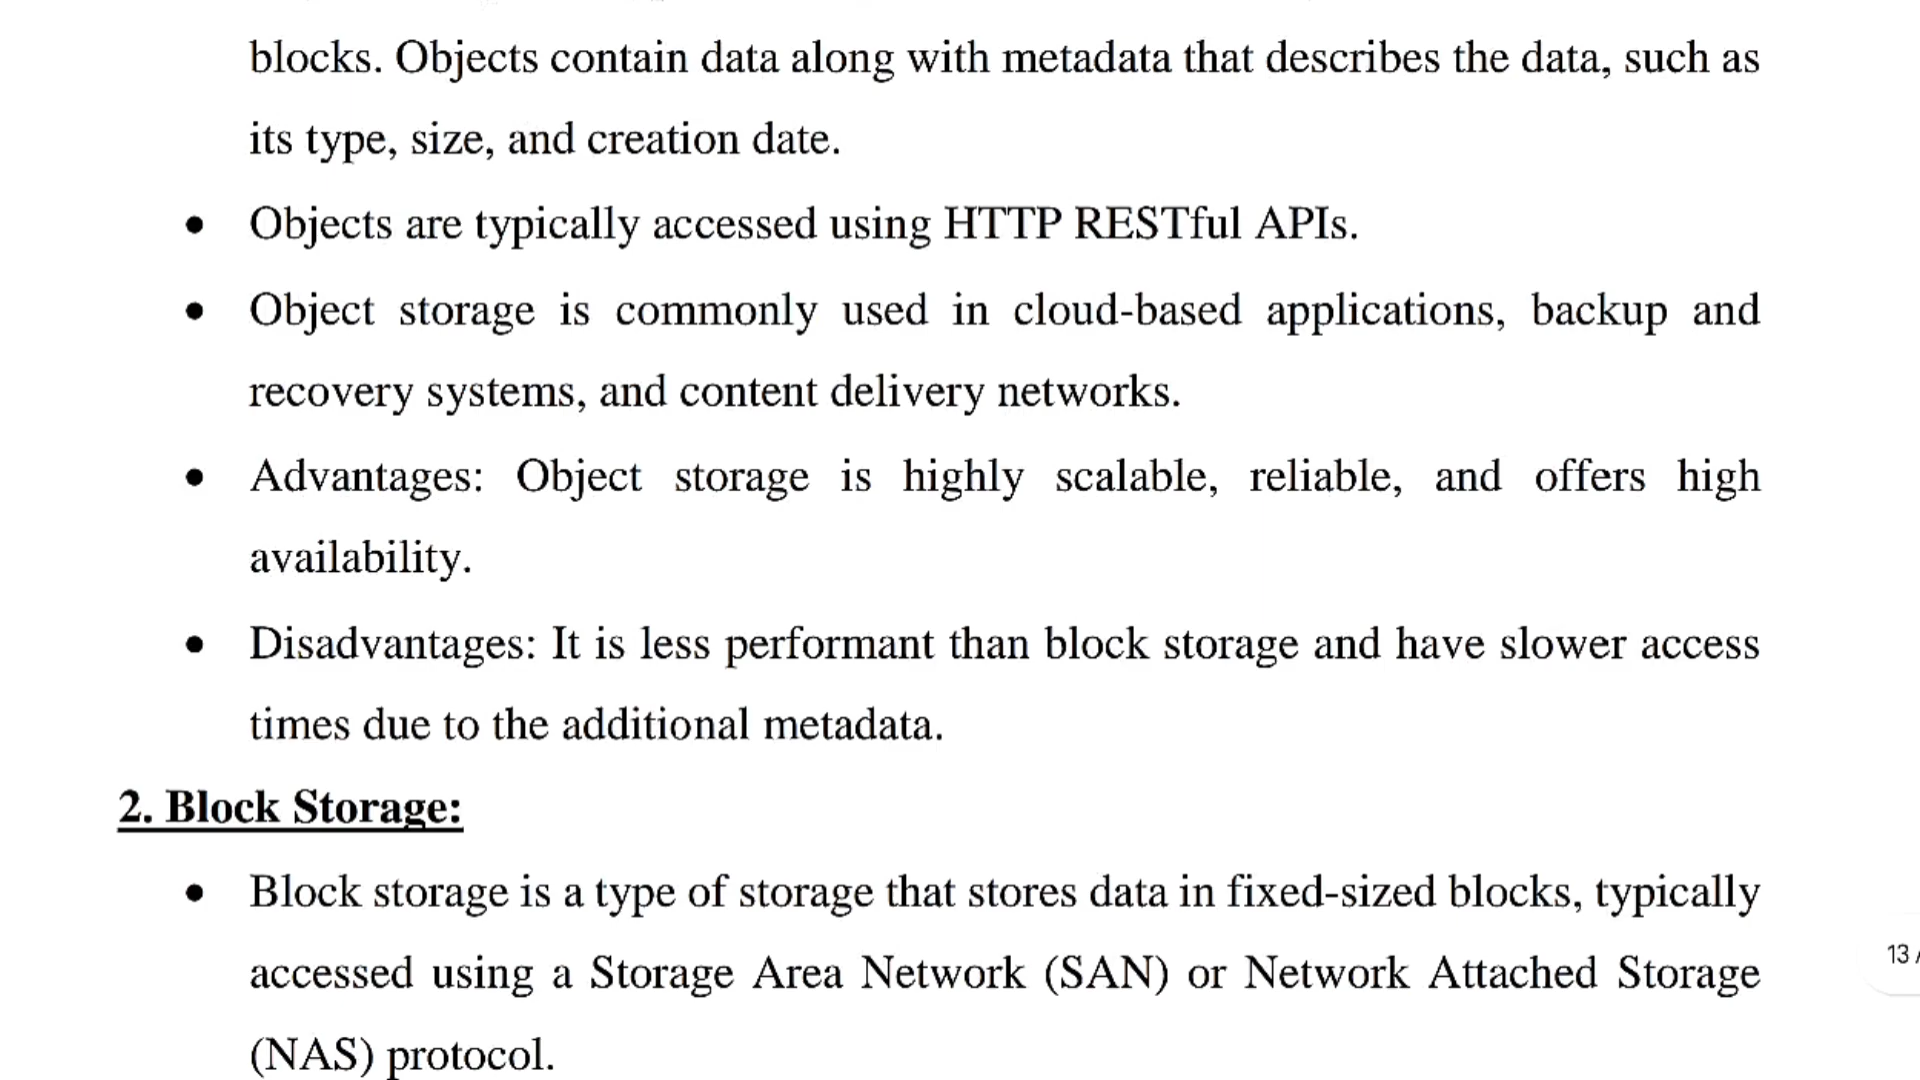 blocks. Objects contain data along with metadata that describes the data, such as
its type, size, and creation date.
• Objects are typically accessed using HTTP RESTful APIs.
• Object storage is commonly used in cloud-based applications, backup and
recovery systems, and content delivery networks.
• Advantages: Object storage is highly scalable, reliable, and offers high
availability.
• Disadvantages: It is less performant than block storage and have slower access
times due to the additional metadata.
2. Block Storage:
• Block storage is a type of storage that stores data in fixed-sized blocks, typically
accessed using a Storage Area Network (SAN) or Network Attached Storage
13 /
(NAS) protocol.